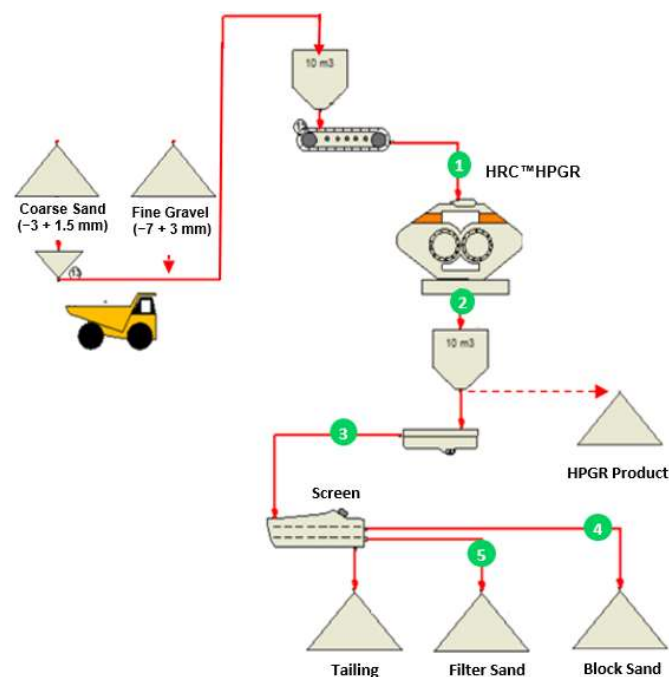 10 m3
1
HRC™HPGR
Coarse Sand
(−3 + 1.5 mm)
Fine Gravel
(−7 + 3 mm)
2
10 m3
3
HPGR Product
Screen
4
5
Tailing
Filter Sand
Block Sand